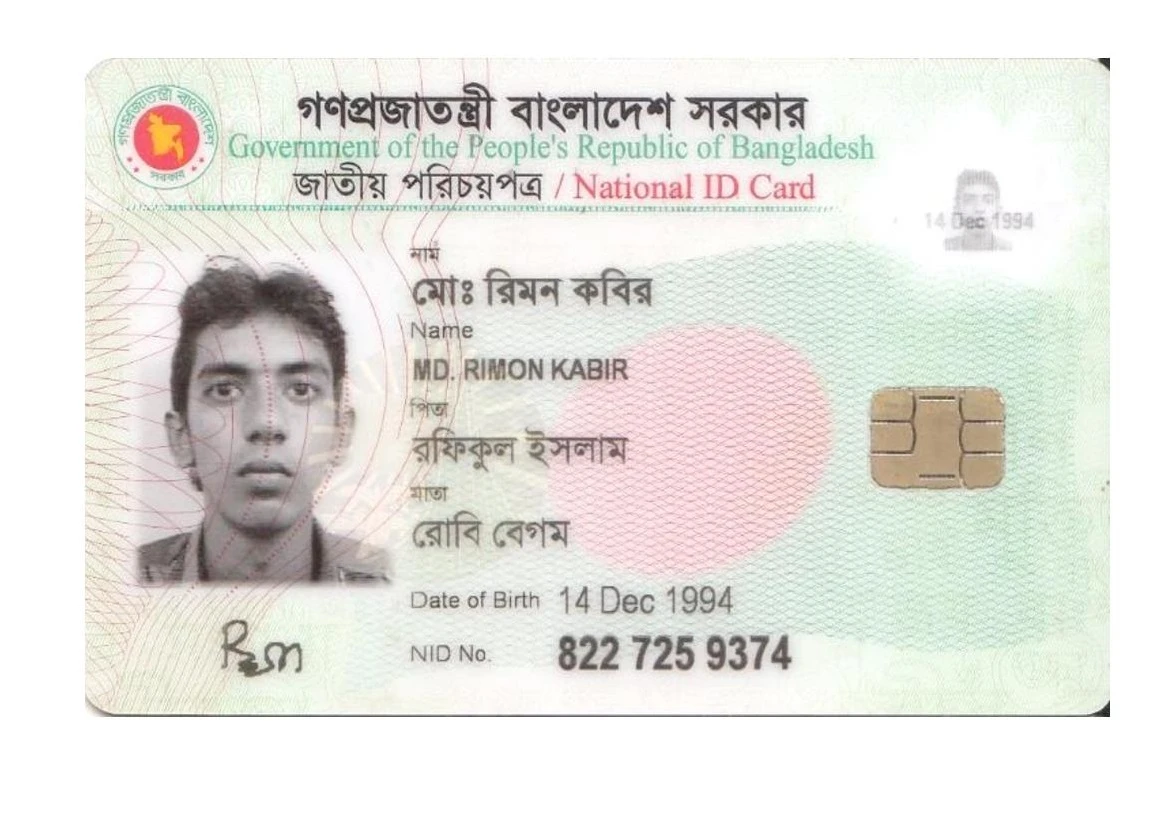 গণপ্রজাতন্ত্রী বাংলাদেশ সরকার
Government of the People's Republic of Bangladesh
জাতীয় পরিচয়পত্র / National ID Card
গণপ্রজাতন্ত্রী বাংলাদেশ
সরকার
14 Dec 1994
নাম
মোঃ রিমন কবির
Name
MD. RIMON KABIR
পিতা
রফিকুল ইসলাম
মাতা
রোবি বেগম
Date of Birth 14 Dec 1994
NID No. 822 725 9374